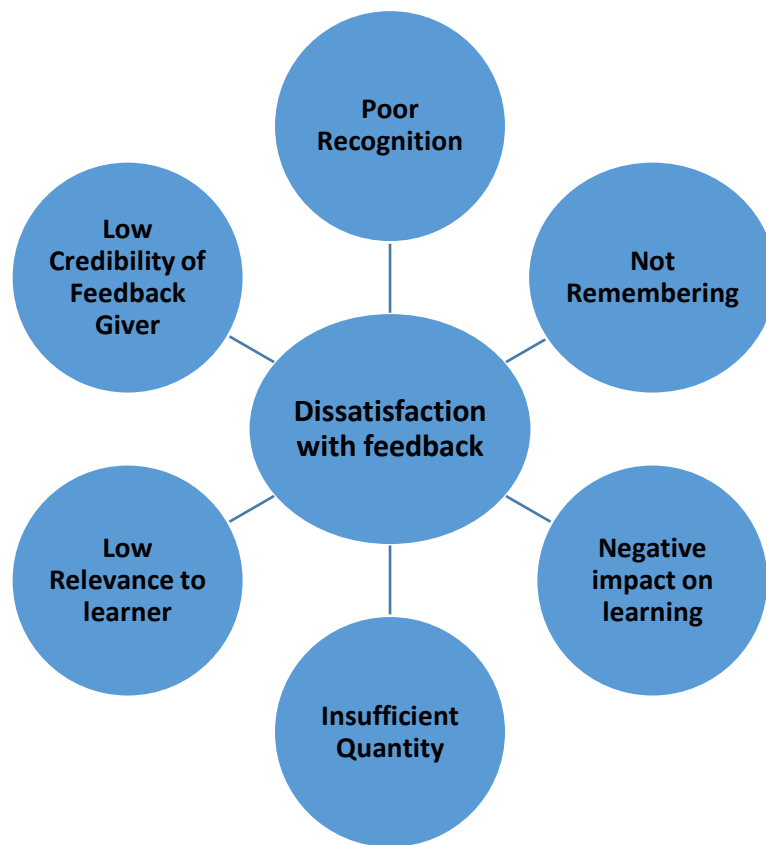 Poor
Recognition
Not
Remembering
Negative
impact on
learning
Insufficient
Quantity
Low
Relevance to
learner
Low
Credibility of
Feedback
Giver
Dissatisfaction
with feedback